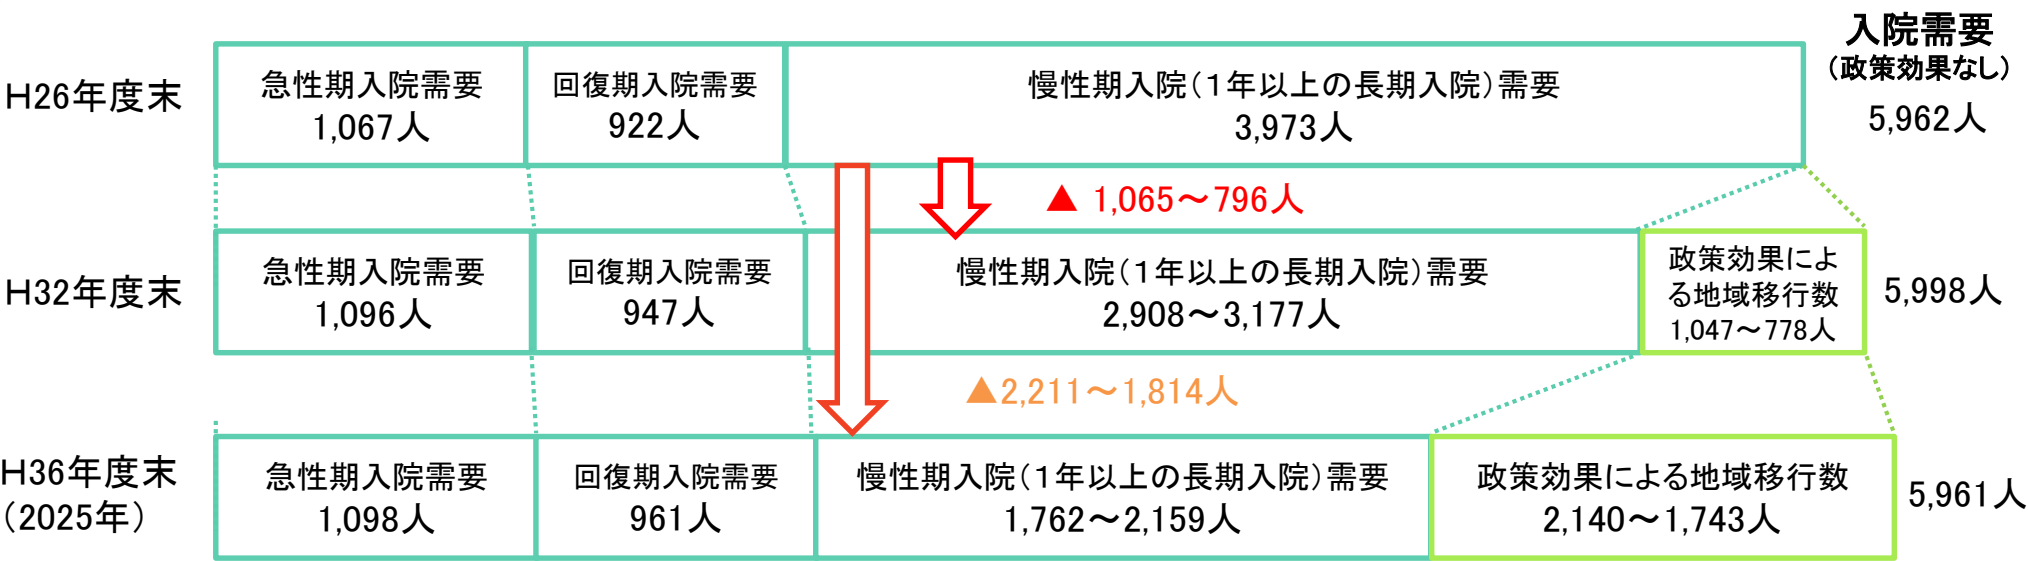 入院需要
（政策効果なし）
H26年度末
急性期入院需要
1,067人
回復期入院需要
922人
慢性期入院（１年以上の長期入院）需要
3,973人
5,962人
▲ 1,065～796人
H32年度末
急性期入院需要
1,096人
回復期入院需要
947人
慢性期入院（１年以上の長期入院）需要
2,908～3,177人
政策効果によ
る地域移行数
1,047～778人
5,998人
▲2,211～1,814人
H36年度末
（2025年）
急性期入院需要
1,098人
回復期入院需要
961人
慢性期入院（１年以上の長期入院）需要
1,762～2,159人
政策効果による地域移行数
2,140～1,743人
5,961人